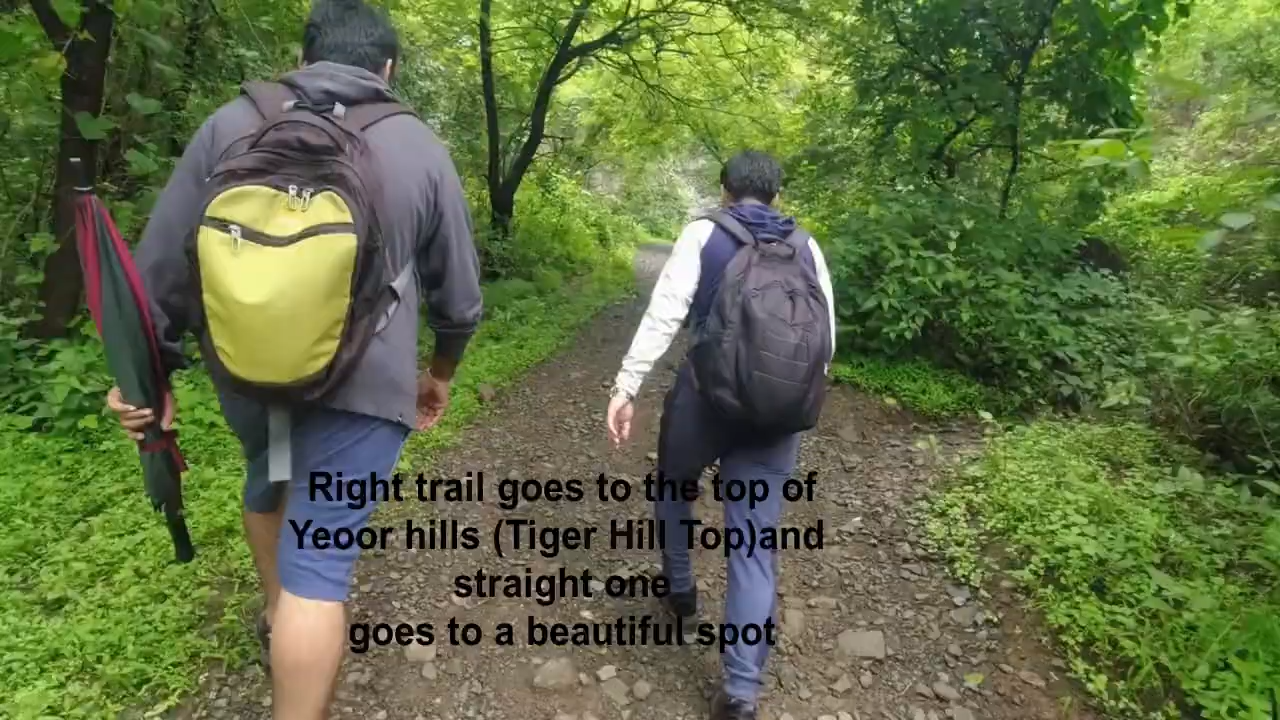 Right trail goes to the top of
Yeoor hills (Tiger Hill Top)and
straight one
goes to a beautiful spot